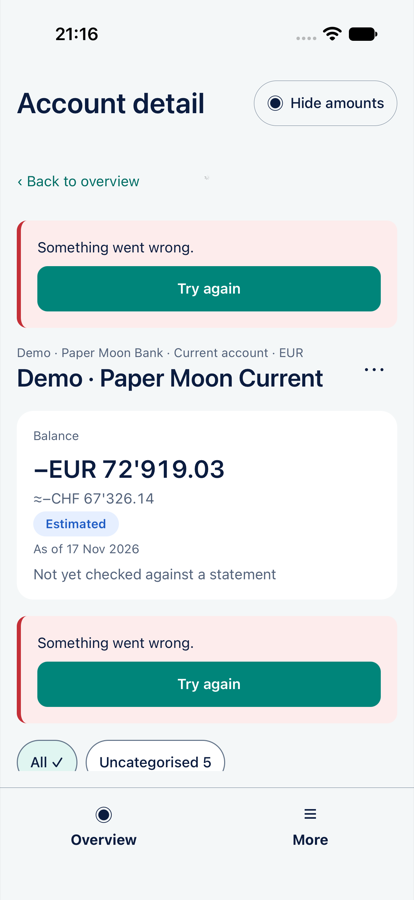 21:16
Account detail
Hide amounts
‹ Back to overview
Something went wrong.
Try again
Demo · Paper Moon Bank · Current account · EUR
Demo · Paper Moon Current
Balance
−EUR 72'919.03
≈−CHF 67'326.14
Estimated
As of 17 Nov 2026
Not yet checked against a statement
Something went wrong.
Try again
All ✓ Uncategorised 5
Overview More